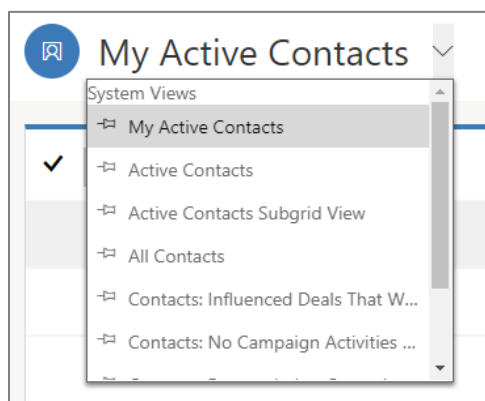 My Active Contacts
System Views
My Active Contacts
Active Contacts
Active Contacts Subgrid View
All Contacts
Contacts: Influenced Deals That W...
Contacts: No Campaign Activities ...